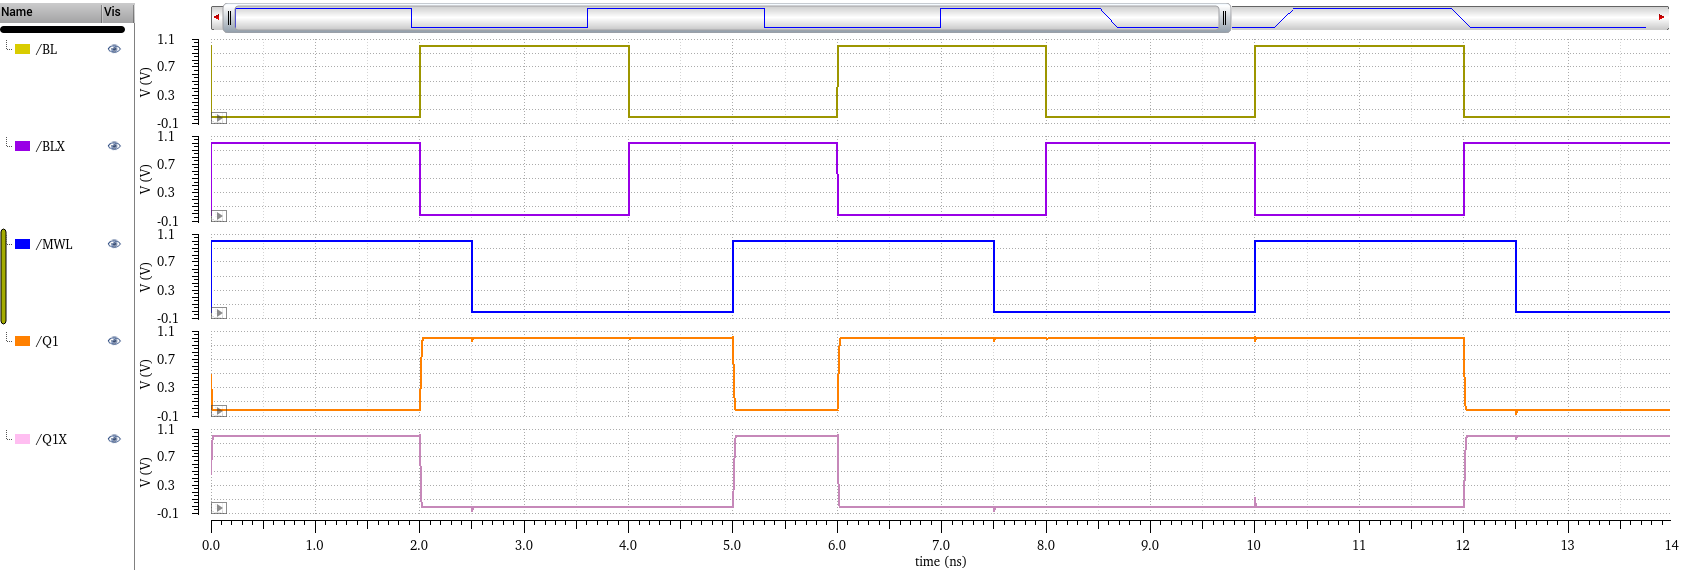 Name Vis
/BL
1.1
0.7
0.3
-0.1
V (V)
/BLX
1.1
0.7
0.3
-0.1
V (V)
/MWL
1.1
0.7
0.3
-0.1
V (V)
/Q1
1.1
0.7
0.3
-0.1
V (V)
/Q1X
1.1
0.7
0.3
-0.1
V (V)
0.0 1.0 2.0 3.0 4.0 5.0 6.0 7.0 8.0 9.0 10 11 12 13 14
time (ns)